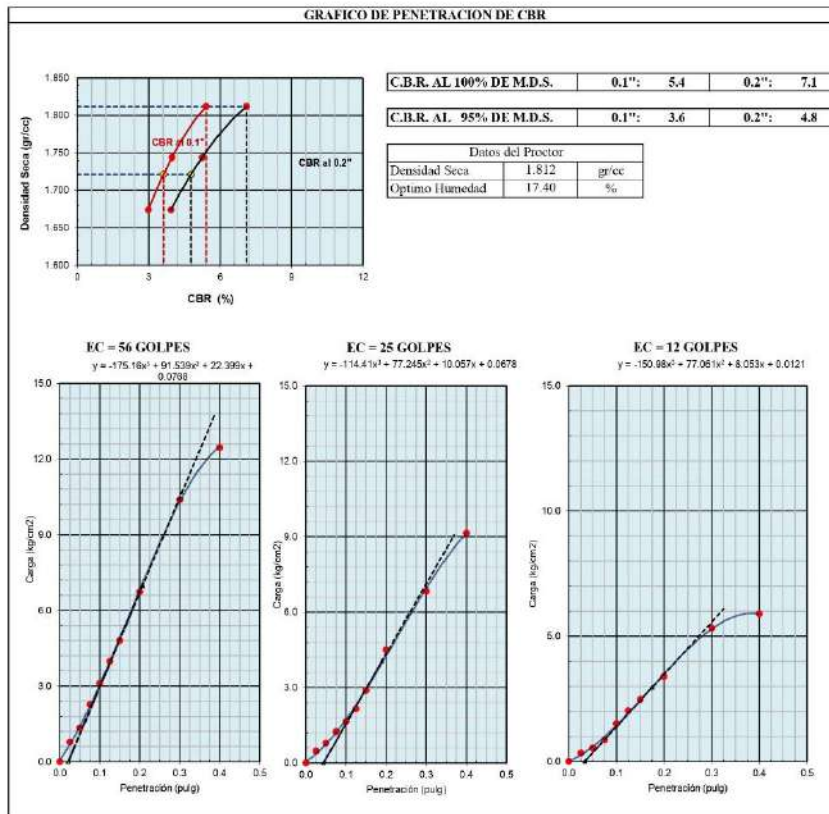 GRAFICO DE PENETRACION DE CBR
C.B.R. AL 100% DE M.D.S. 0.1": 5.4 0.2": 7.1
C.B.R. AL 95% DE M.D.S. 0.1": 3.6 0.2": 4.8
Datos del Proctor
Densidad Seca 1.812 gr/cc
Optimo Humedad 17.40 %
Densidad Seca (gr/cc)
1.850
1.800
1.750
1.700
1.650
1.600
CBR al 0.1"
CBR al 0.2"
0 3 6 9 12
CBR (%)
EC = 56 GOLPES
y = -175.16x³ + 91.539x² + 22.399x +
0.0768
Carga (kg/cm2)
15.0
12.0
9.0
6.0
3.0
0.0
0.0 0.1 0.2 0.3 0.4 0.5
Penetración (pulg)
EC = 25 GOLPES
y = -114.41x³ + 77.245x² + 10.057x + 0.0678
Carga (kg/cm2)
15.0
12.0
9.0
6.0
3.0
0.0
0.0 0.1 0.2 0.3 0.4 0.5
Penetración (pulg)
EC = 12 GOLPES
y = -150.98x³ + 77.061x² + 8.053x + 0.0121
Carga (kg/cm2)
15.0
10.0
5.0
0.0
0.0 0.1 0.2 0.3 0.4 0.5
Penetración (pulg)